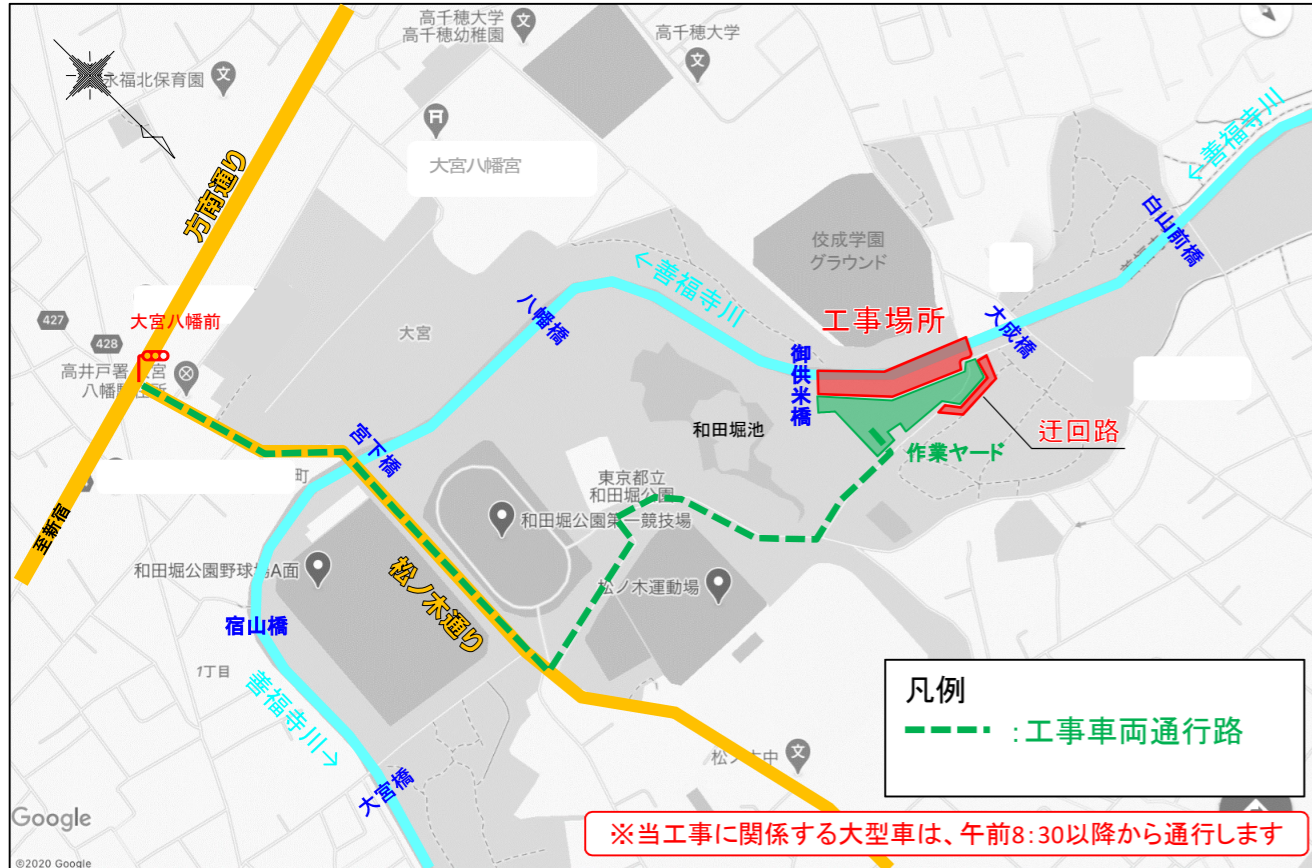 高千穂大学
高千穂幼稚園
高千穂大学
永福北保育園
大宮八幡宮
方南通り
←善福寺川
白山前橋
佼成学園
グラウンド
←善福寺川
八幡橋
大宮
工事場所
大成橋
御供米橋
427
428
大宮八幡前
和田堀池
迂回路
作業ヤード
宮下橋
町
東京都立
和田堀公園
和田堀公園第一競技場
至新宿
和田堀公園野球場A面
松ノ木通り
松ノ木運動場
宿山橋
1丁目
善福寺川→
大宮橋
凡例
:工事車両通行路
Google
©2020 Google
※当工事に関係する大型車は、午前8:30以降から通行します